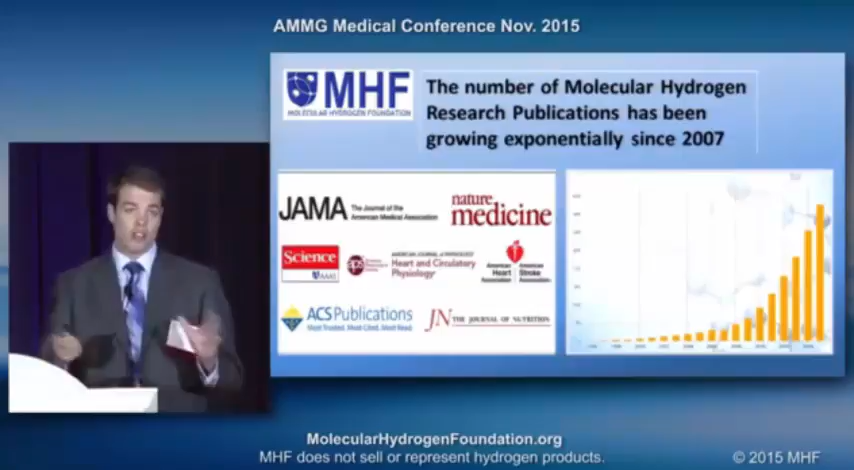 AMMG Medical Conference Nov. 2015
MHF
MOLECULAR HYDROGEN FOUNDATION
The number of Molecular Hydrogen
Research Publications has been
growing exponentially since 2007
JAMA The Journal of the
American Medical Association
nature
medicine
Science
AAAS
aps
AMERICAN JOURNAL of PHYSIOLOGY
Heart and Circulatory
Physiology
American Heart Association
American Stroke Association
ACS Publications
Most Trusted. Most Cited. Most Read.
JN THE JOURNAL OF NUTRITION
MolecularHydrogenFoundation.org
MHF does not sell or represent hydrogen products.
© 2015 MHF